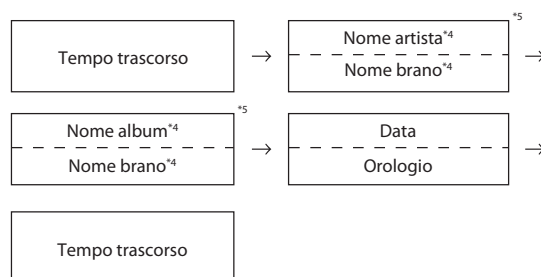 Tempo trascorso
→
Nome artista*4
Nome brano*4
*5
→
Nome album*4
Nome brano*4
*5
→
Data
Orologio
→
Tempo trascorso